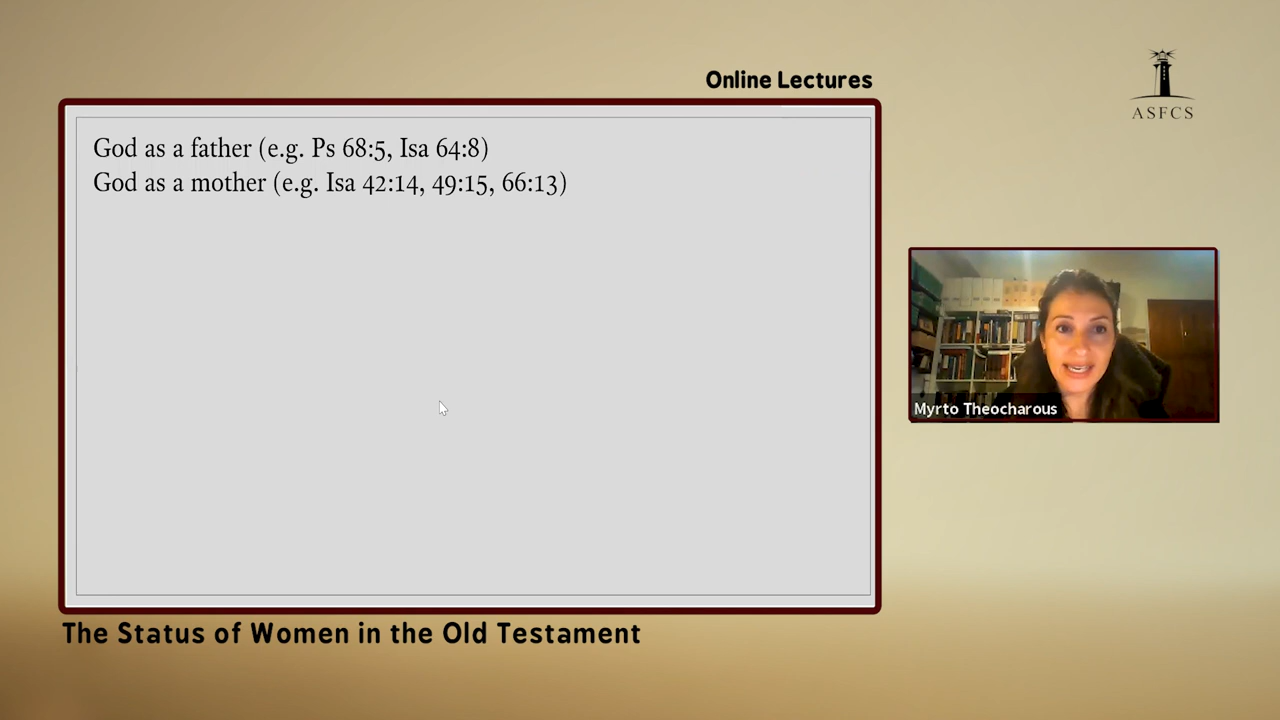 Online Lectures
ASFCS
God as a father (e.g. Ps 68:5, Isa 64:8)
God as a mother (e.g. Isa 42:14, 49:15, 66:13)
Myrto Theocharous
The Status of Women in the Old Testament